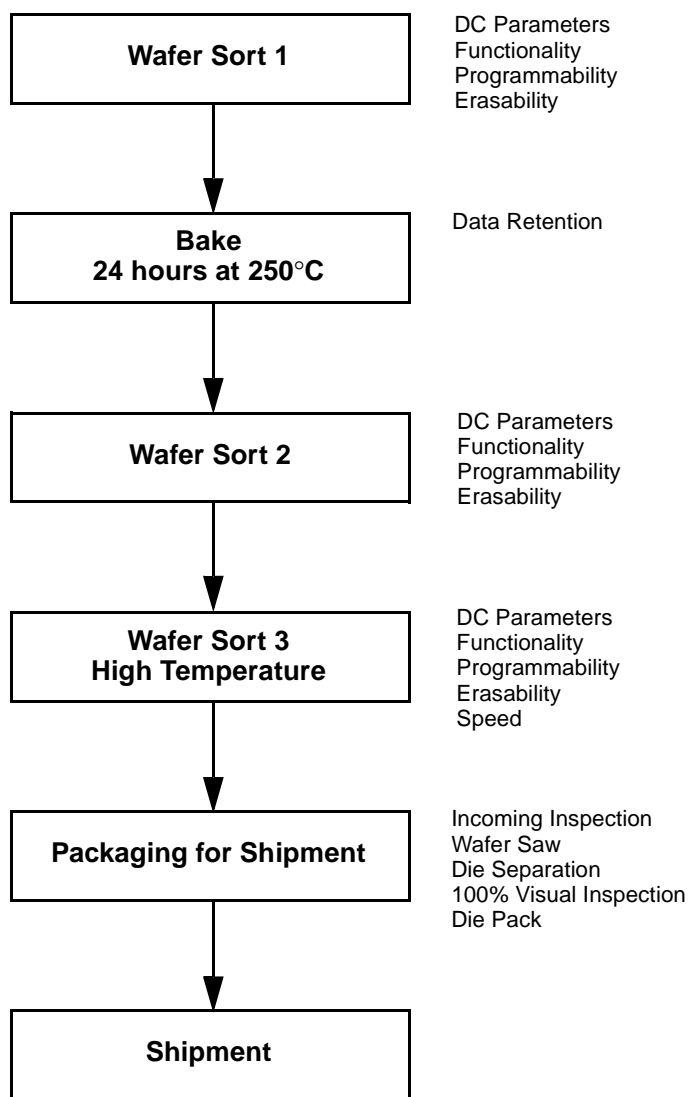 Wafer Sort 1
DC Parameters
Functionality
Programmability
Erasability
Bake
24 hours at 250°C
Data Retention
Wafer Sort 2
DC Parameters
Functionality
Programmability
Erasability
Wafer Sort 3
High Temperature
DC Parameters
Functionality
Programmability
Erasability
Speed
Packaging for Shipment
Incoming Inspection
Wafer Saw
Die Separation
100% Visual Inspection
Die Pack
Shipment